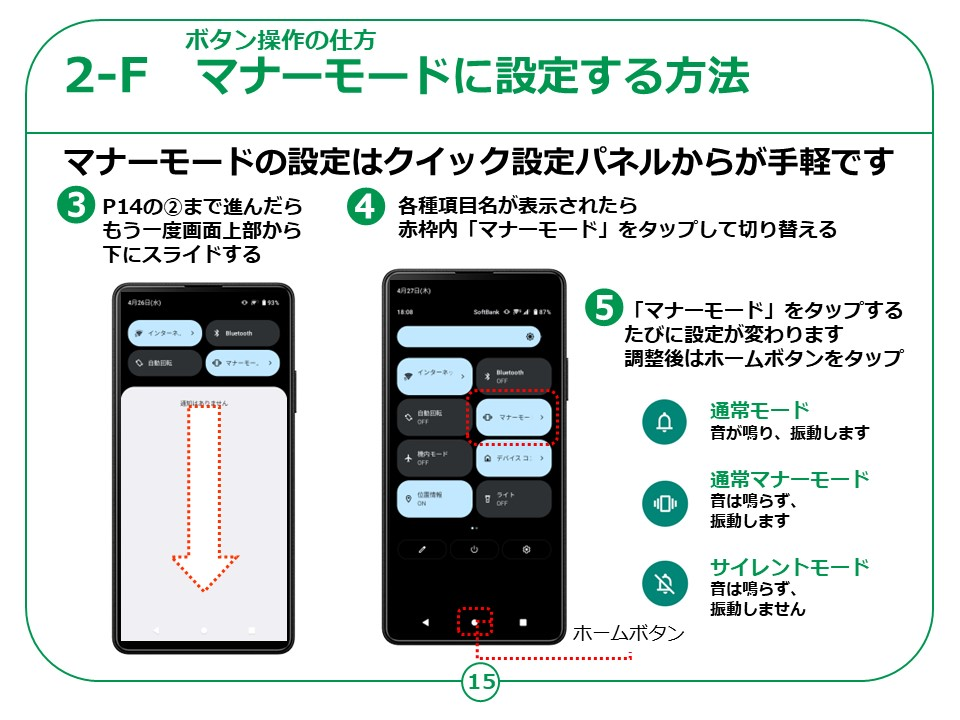 ボタン操作の仕方
2-F マナーモードに設定する方法
マナーモードの設定はクイック設定パネルからが手軽です
3 P14の②まで進んだら
もう一度画面上部から
下にスライドする
4月26日(水)
93%
インターネ..
Bluetooth
自動回転
マナーモー..
通知はありません
4 各種項目名が表示されたら
赤枠内「マナーモード」をタップして切り替える
4月27日(木)
18:08
SoftBank
87%
インターネッ
Bluetooth
OFF
自動回転
OFF
マナーモー
機内モード
OFF
デバイス コ
位置情報
ON
ライト
OFF
5 「マナーモード」をタップする
たびに設定が変わります
調整後はホームボタンをタップ
通常モード
音が鳴り、振動します
通常マナーモード
音は鳴らず、
振動します
サイレントモード
音は鳴らず、
振動しません
ホームボタン
15